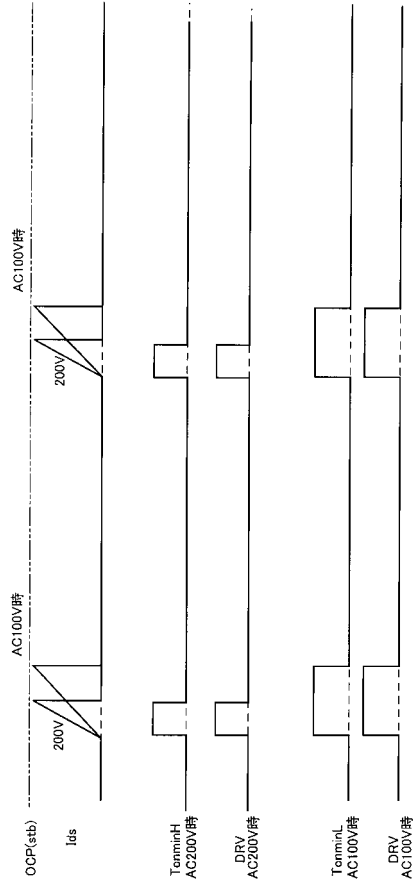 OCP(stb)
AC100V時
AC100V時
Ids
200V
200V
TonminH
AC200V時
DRV
AC200V時
TonminL
AC100V時
DRV
AC100V時